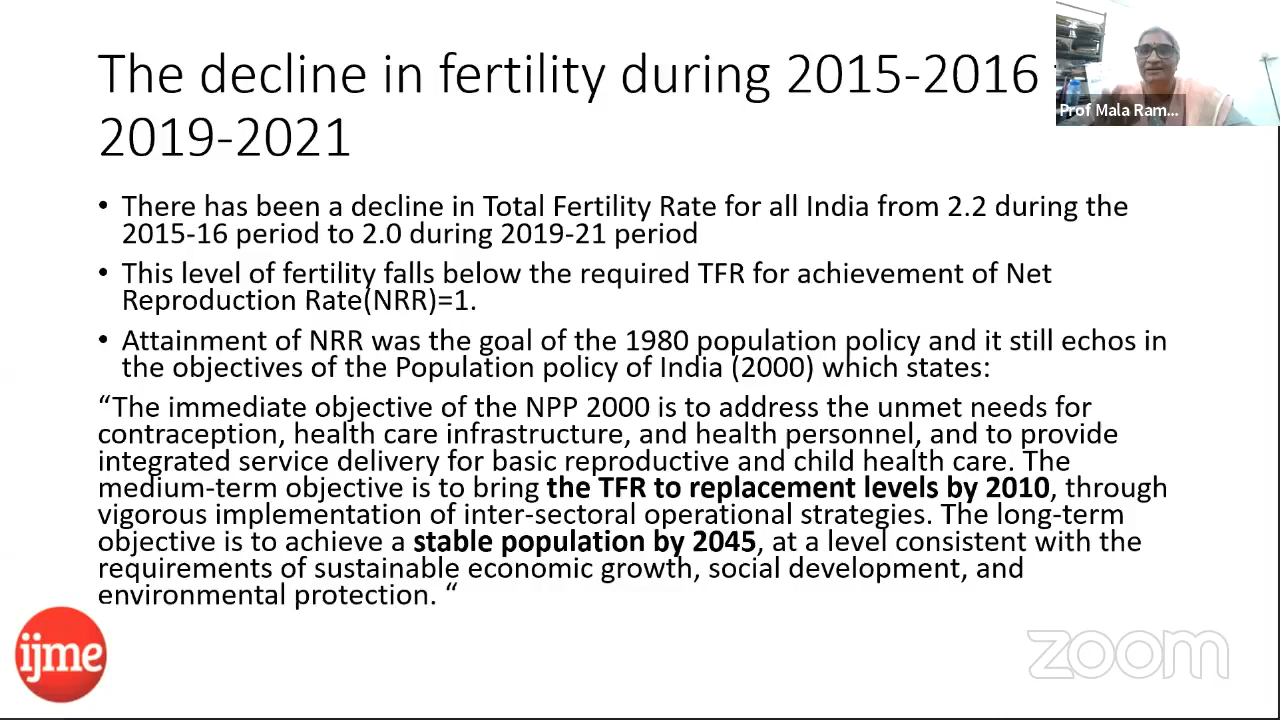 The decline in fertility during 2015-2016
2019-2021
• There has been a decline in Total Fertility Rate for all India from 2.2 during the
2015-16 period to 2.0 during 2019-21 period
• This level of fertility falls below the required TFR for achievement of Net
Reproduction Rate(NRR)=1.
• Attainment of NRR was the goal of the 1980 population policy and it still echos in
the objectives of the Population policy of India (2000) which states:
“The immediate objective of the NPP 2000 is to address the unmet needs for
contraception, health care infrastructure, and health personnel, and to provide
integrated service delivery for basic reproductive and child health care. The
medium-term objective is to bring the TFR to replacement levels by 2010, through
vigorous implementation of inter-sectoral operational strategies. The long-term
objective is to achieve a stable population by 2045, at a level consistent with the
requirements of sustainable economic growth, social development, and
environmental protection. “
Prof Mala Ram...
ijme
zoom